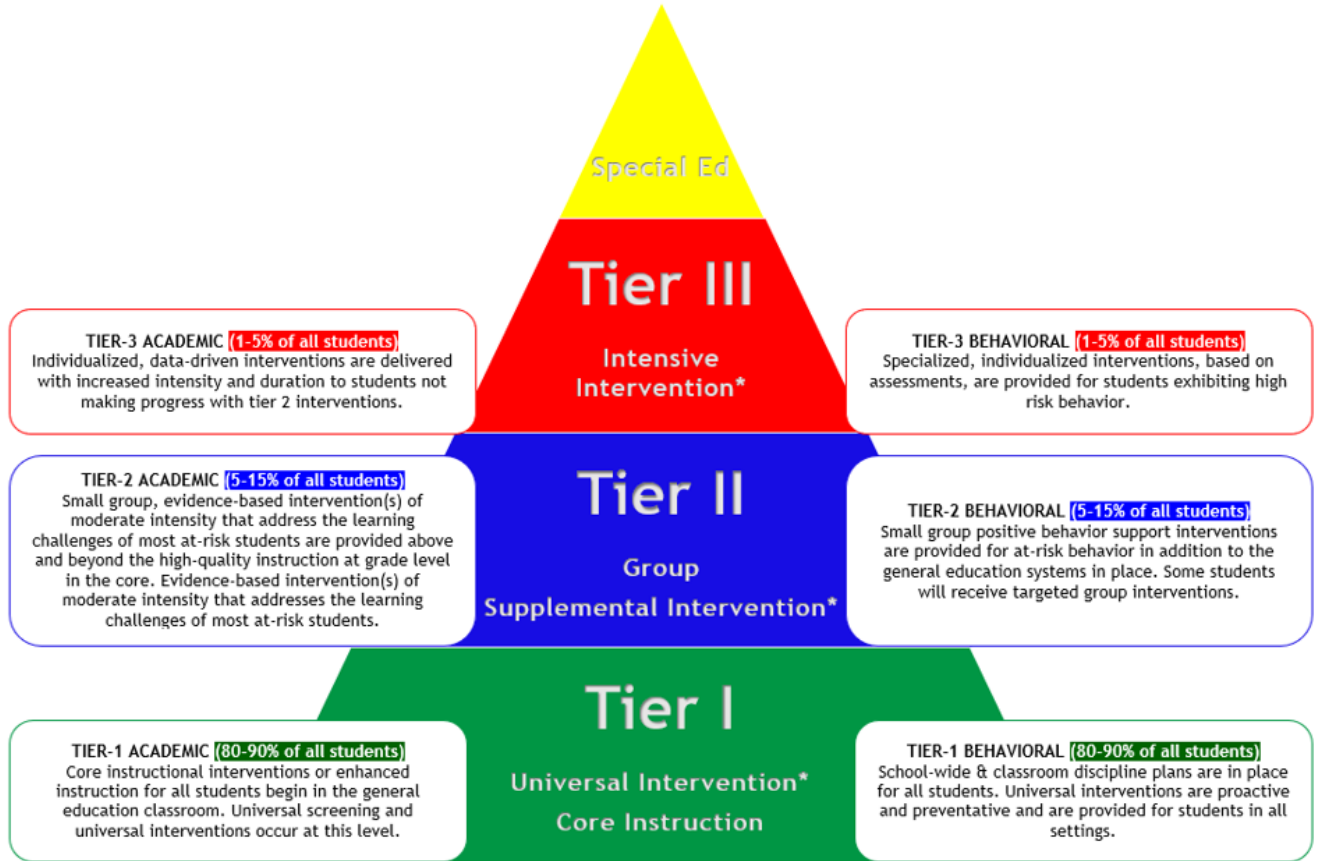 Special Ed
Tier III
Intensive
Intervention*
TIER-3 ACADEMIC (1-5% of all students)
Individualized, data-driven interventions are delivered
with increased intensity and duration to students not
making progress with tier 2 interventions.
TIER-3 BEHAVIORAL (1-5% of all students)
Specialized, individualized interventions, based on
assessments, are provided for students exhibiting high
risk behavior.
Tier II
Group
Supplemental Intervention*
TIER-2 ACADEMIC (5-15% of all students)
Small group, evidence-based intervention(s) of
moderate intensity that address the learning
challenges of most at-risk students are provided above
and beyond the high-quality instruction at grade level
in the core. Evidence-based intervention(s) of
moderate intensity that addresses the learning
challenges of most at-risk students.
TIER-2 BEHAVIORAL (5-15% of all students)
Small group positive behavior support interventions
are provided for at-risk behavior in addition to the
general education systems in place. Some students
will receive targeted group interventions.
Tier I
Universal Intervention*
Core Instruction
TIER-1 ACADEMIC (80-90% of all students)
Core instructional interventions or enhanced
instruction for all students begin in the general
education classroom. Universal screening and
universal interventions occur at this level.
TIER-1 BEHAVIORAL (80-90% of all students)
School-wide & classroom discipline plans are in place
for all students. Universal interventions are proactive
and preventative and are provided for students in all
settings.